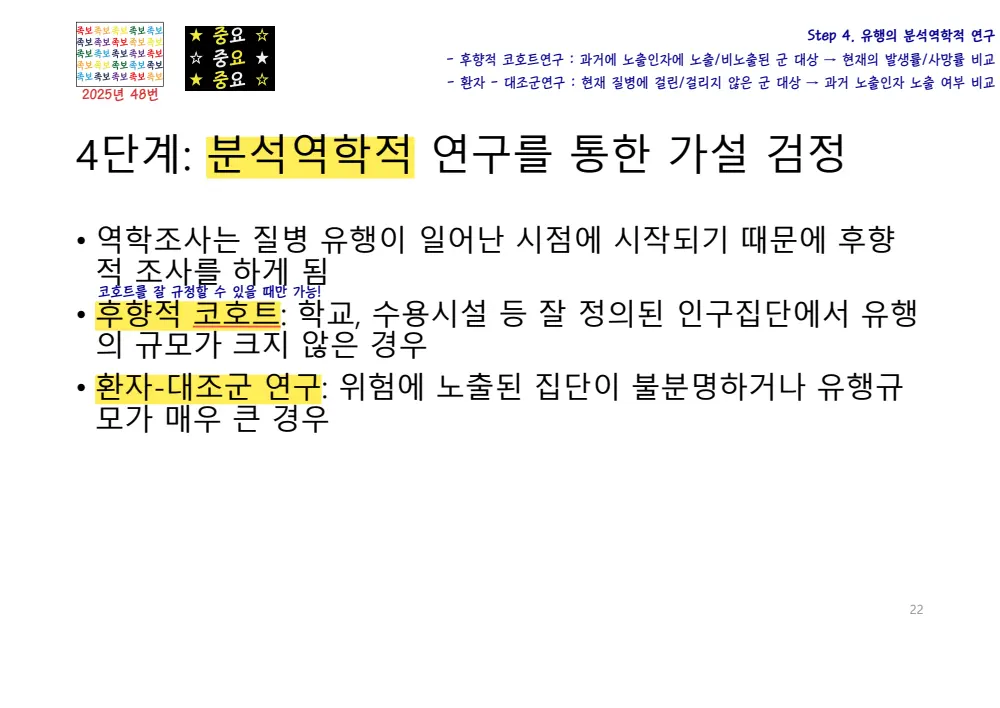 족보족보족보족보족보
족보족보족보족보족보
족보족보족보족보족보
족보족보족보족보족보
족보족보족보족보족보
2025년 48번
★ 중요 ☆
☆ 중요 ★
★ 중요 ☆
Step 4. 유행의 분석역학적 연구
- 후향적 코호트연구 : 과거에 노출인자에 노출/비노출된 군 대상 → 현재의 발생률/사망률 비교
- 환자 - 대조군연구 : 현재 질병에 걸린/걸리지 않은 군 대상 → 과거 노출인자 노출 여부 비교
4단계: 분석역학적 연구를 통한 가설 검정
• 역학조사는 질병 유행이 일어난 시점에 시작되기 때문에 후향
적 조사를 하게 됨
코호트를 잘 규정할 수 있을 때만 가능!
• 후향적 코호트: 학교, 수용시설 등 잘 정의된 인구집단에서 유행
의 규모가 크지 않은 경우
• 환자-대조군 연구: 위험에 노출된 집단이 불분명하거나 유행규
모가 매우 큰 경우
22